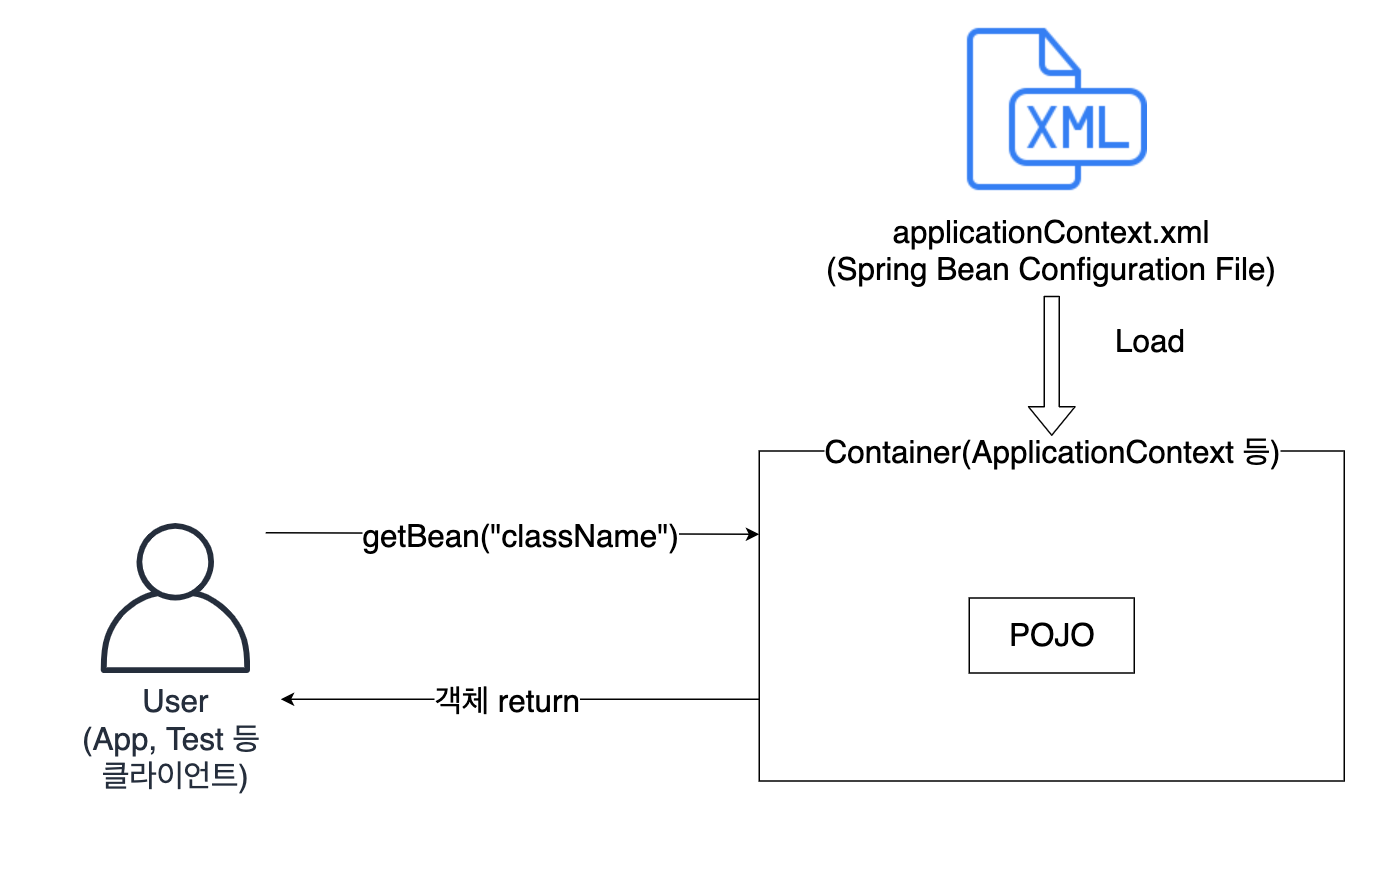 XML
applicationContext.xml
(Spring Bean Configuration File)
Load
Container(ApplicationContext 등)
getBean("className")
POJO
객체 return
User
(App, Test 등
클라이언트)